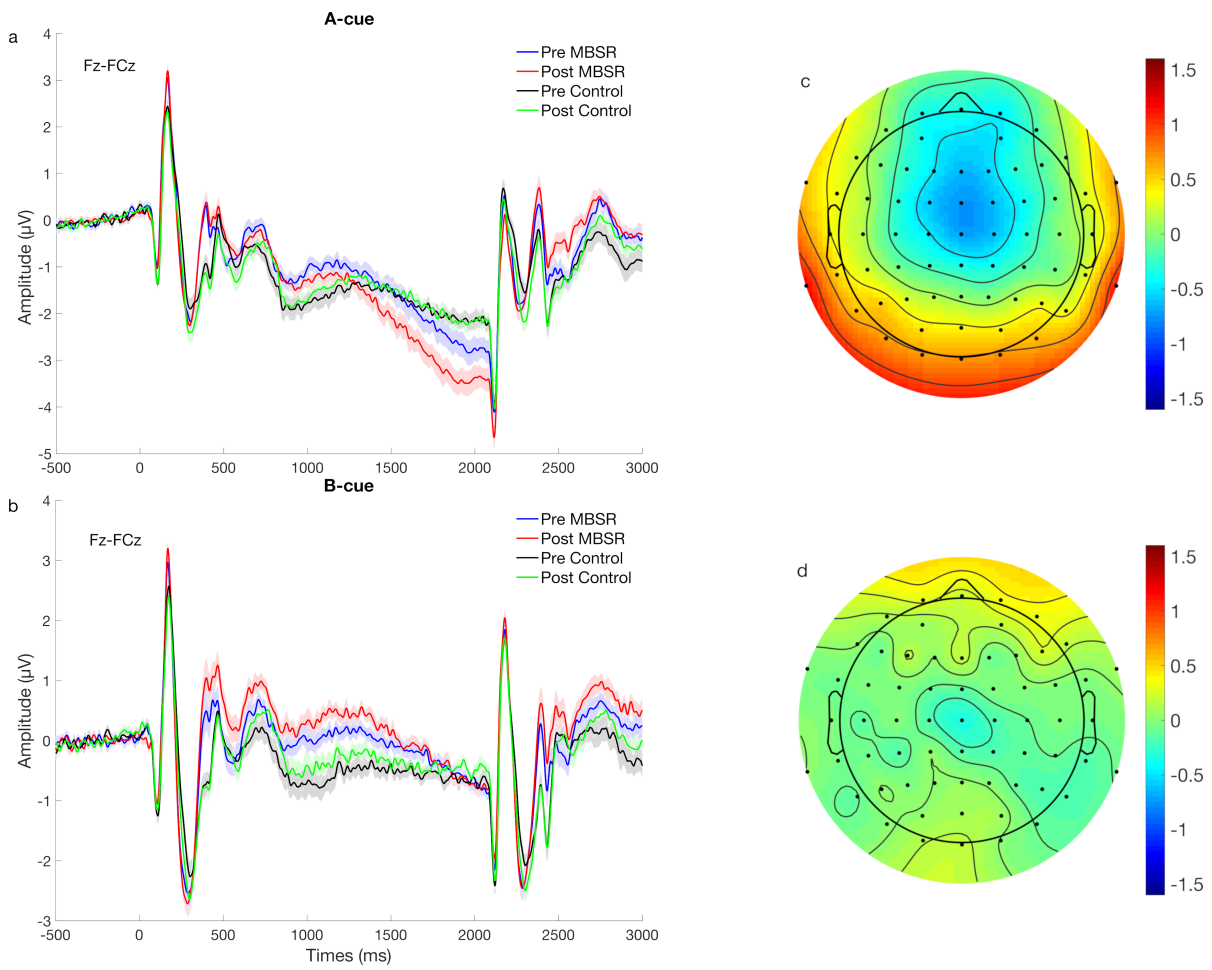 A-cue
a
Fz-FCz
Pre MBSR
Post MBSR
Pre Control
Post Control
Amplitude (µV)
4
3
2
1
0
-1
-2
-3
-4
-5
-500
0
500
1000
1500
2000
2500
3000
c
1.5
1
0.5
0
-0.5
-1
-1.5
B-cue
b
Fz-FCz
Pre MBSR
Post MBSR
Pre Control
Post Control
Amplitude (µV)
4
3
2
1
0
-1
-2
-3
-500
0
500
1000
1500
2000
2500
3000
Times (ms)
d
1.5
1
0.5
0
-0.5
-1
-1.5